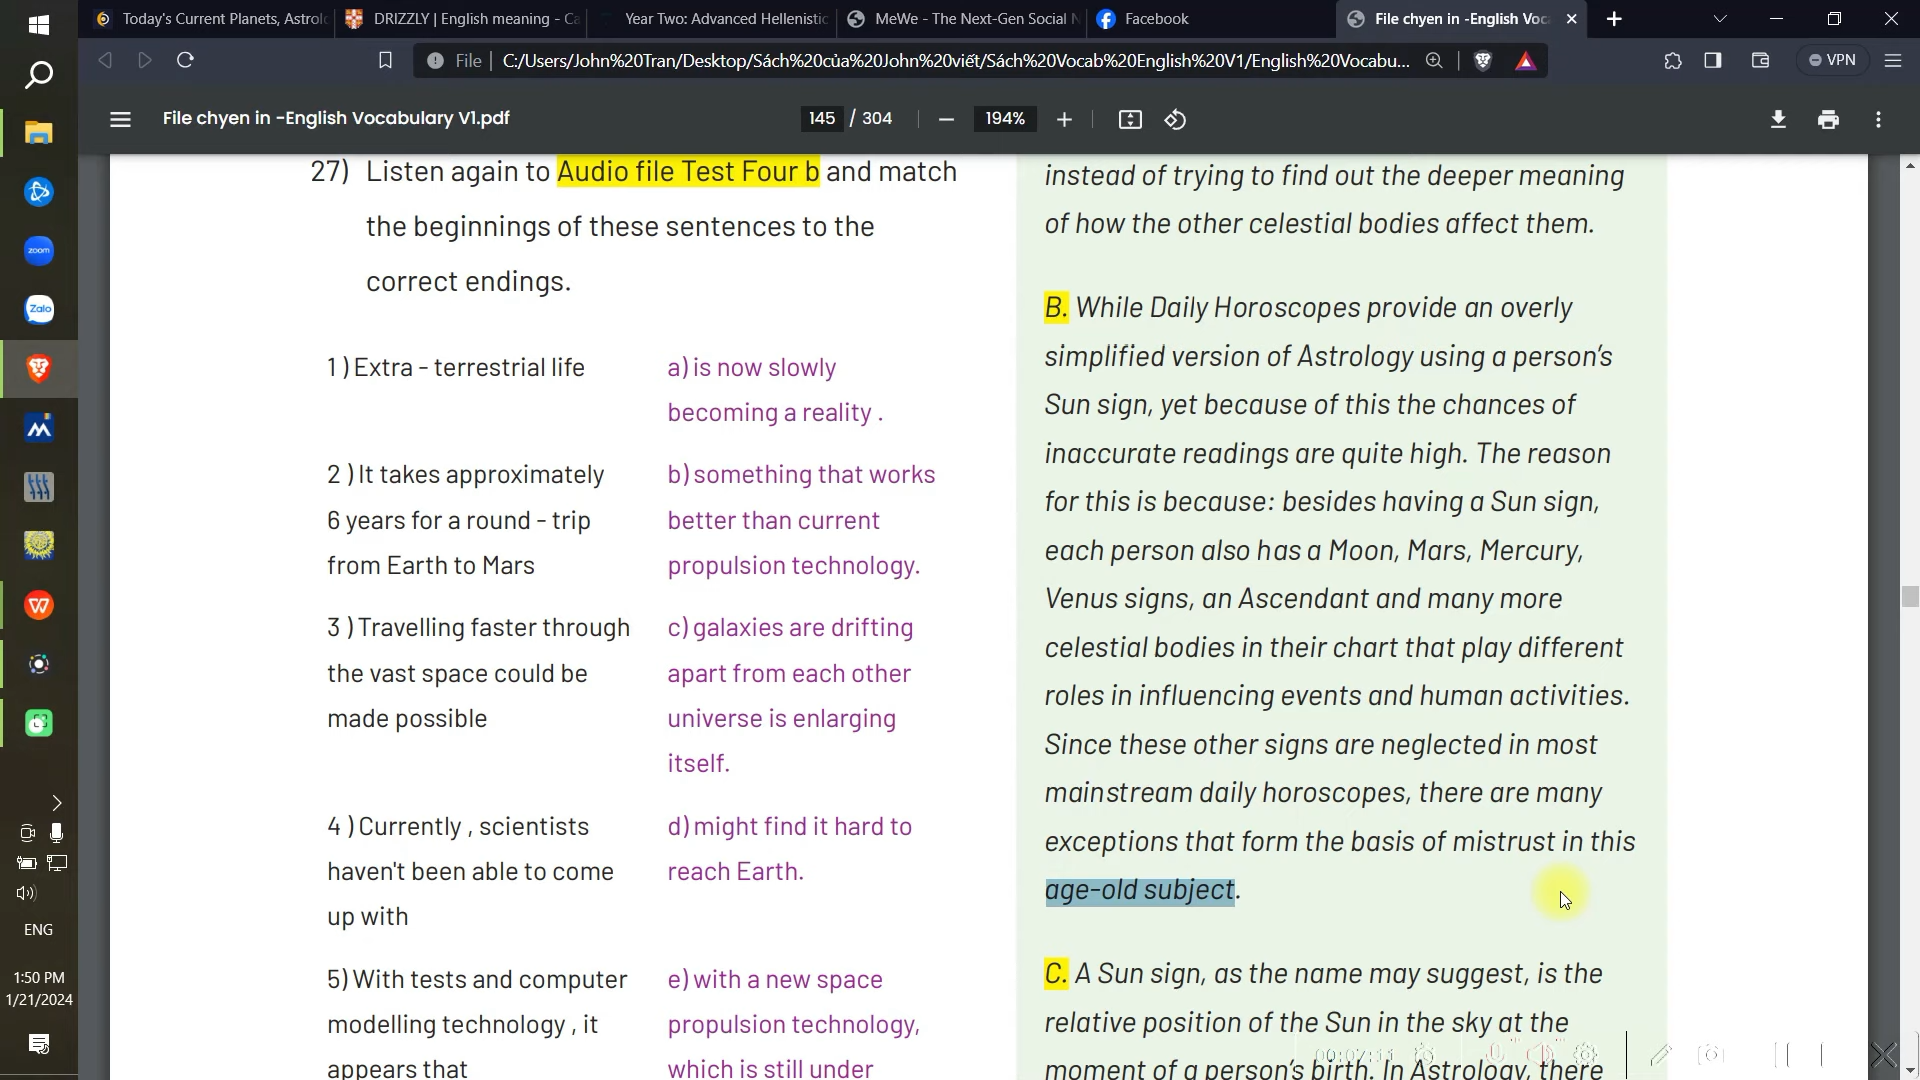 Today's Current Planets, Astrol
DRIZZLY | English meaning - Ca
Year Two: Advanced Hellenistic
MeWe - The Next-Gen Social N
Facebook
File chyen in -English Voc
File
C:/Users/John%20Tran/Desktop/Sách%20của%20John%20viết/Sách%20Vocab%20English%20V1/English%20Vocabu...
VPN
File chyen in -English Vocabulary V1.pdf
145 / 304
194%
27) Listen again to Audio file Test Four b and match
the beginnings of these sentences to the
correct endings.
1 ) Extra - terrestrial life
a) is now slowly
becoming a reality .
2 ) It takes approximately
6 years for a round - trip
from Earth to Mars
b) something that works
better than current
propulsion technology.
3 ) Travelling faster through
the vast space could be
made possible
c) galaxies are drifting
apart from each other
universe is enlarging
itself.
4 ) Currently , scientists
haven't been able to come
up with
d) might find it hard to
reach Earth.
5) With tests and computer
modelling technology , it
appears that
e) with a new space
propulsion technology,
which is still under
instead of trying to find out the deeper meaning
of how the other celestial bodies affect them.
B. While Daily Horoscopes provide an overly
simplified version of Astrology using a person's
Sun sign, yet because of this the chances of
inaccurate readings are quite high. The reason
for this is because: besides having a Sun sign,
each person also has a Moon, Mars, Mercury,
Venus signs, an Ascendant and many more
celestial bodies in their chart that play different
roles in influencing events and human activities.
Since these other signs are neglected in most
mainstream daily horoscopes, there are many
exceptions that form the basis of mistrust in this
age-old subject.
C. A Sun sign, as the name may suggest, is the
relative position of the Sun in the sky at the
moment of a person's birth. In Astrology, there
zoom
Zalo
ENG
1:50 PM
1/21/2024